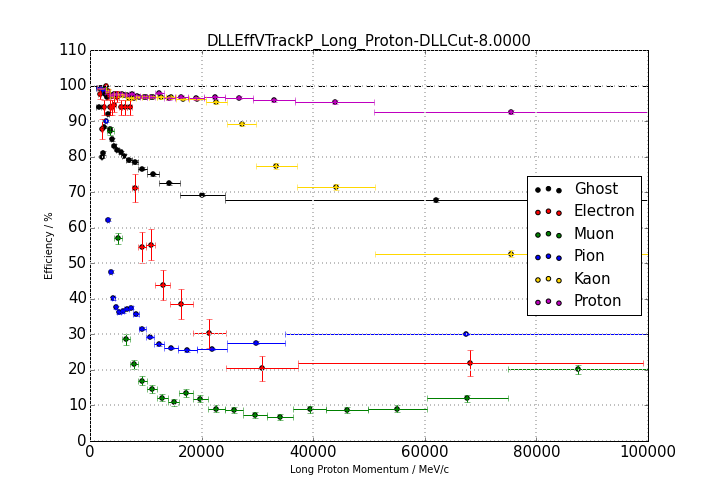 DLLEffVTrackP_Long_Proton-DLLCut-8.0000
110
100
90
80
70
60
50
40
30
20
10
0
Efficiency / %
Ghost
Electron
Muon
Pion
Kaon
Proton
0 20000 40000 60000 80000 100000
Long Proton Momentum / MeV/c